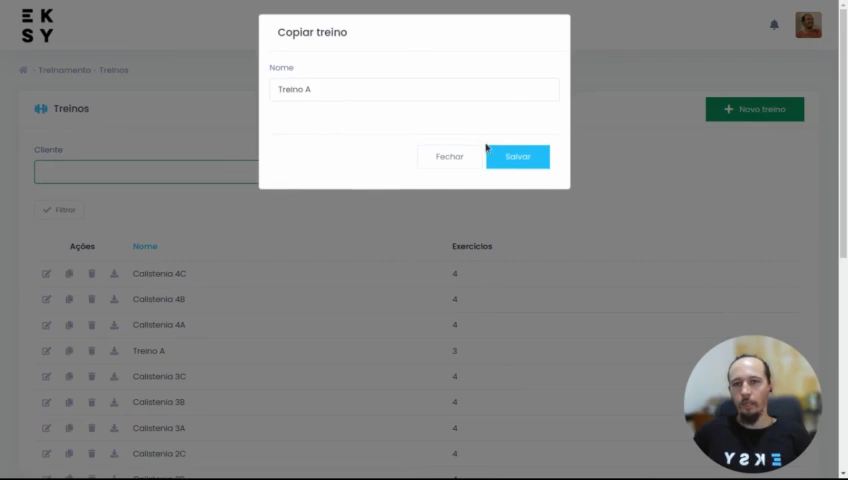 E K
S Y
Copiar treino
Nome
Treino A
Fechar
Salvar
- Treinamento - Treinos
Treinos
+ Novo treino
Cliente
Filtrar
Ações Nome Exercícios
Calistenia 4C 4
Calistenia 4B 4
Calistenia 4A 4
Treino A 3
Calistenia 3C 4
Calistenia 3B 4
Calistenia 3A 4
Calistenia 2C 4
EKSY